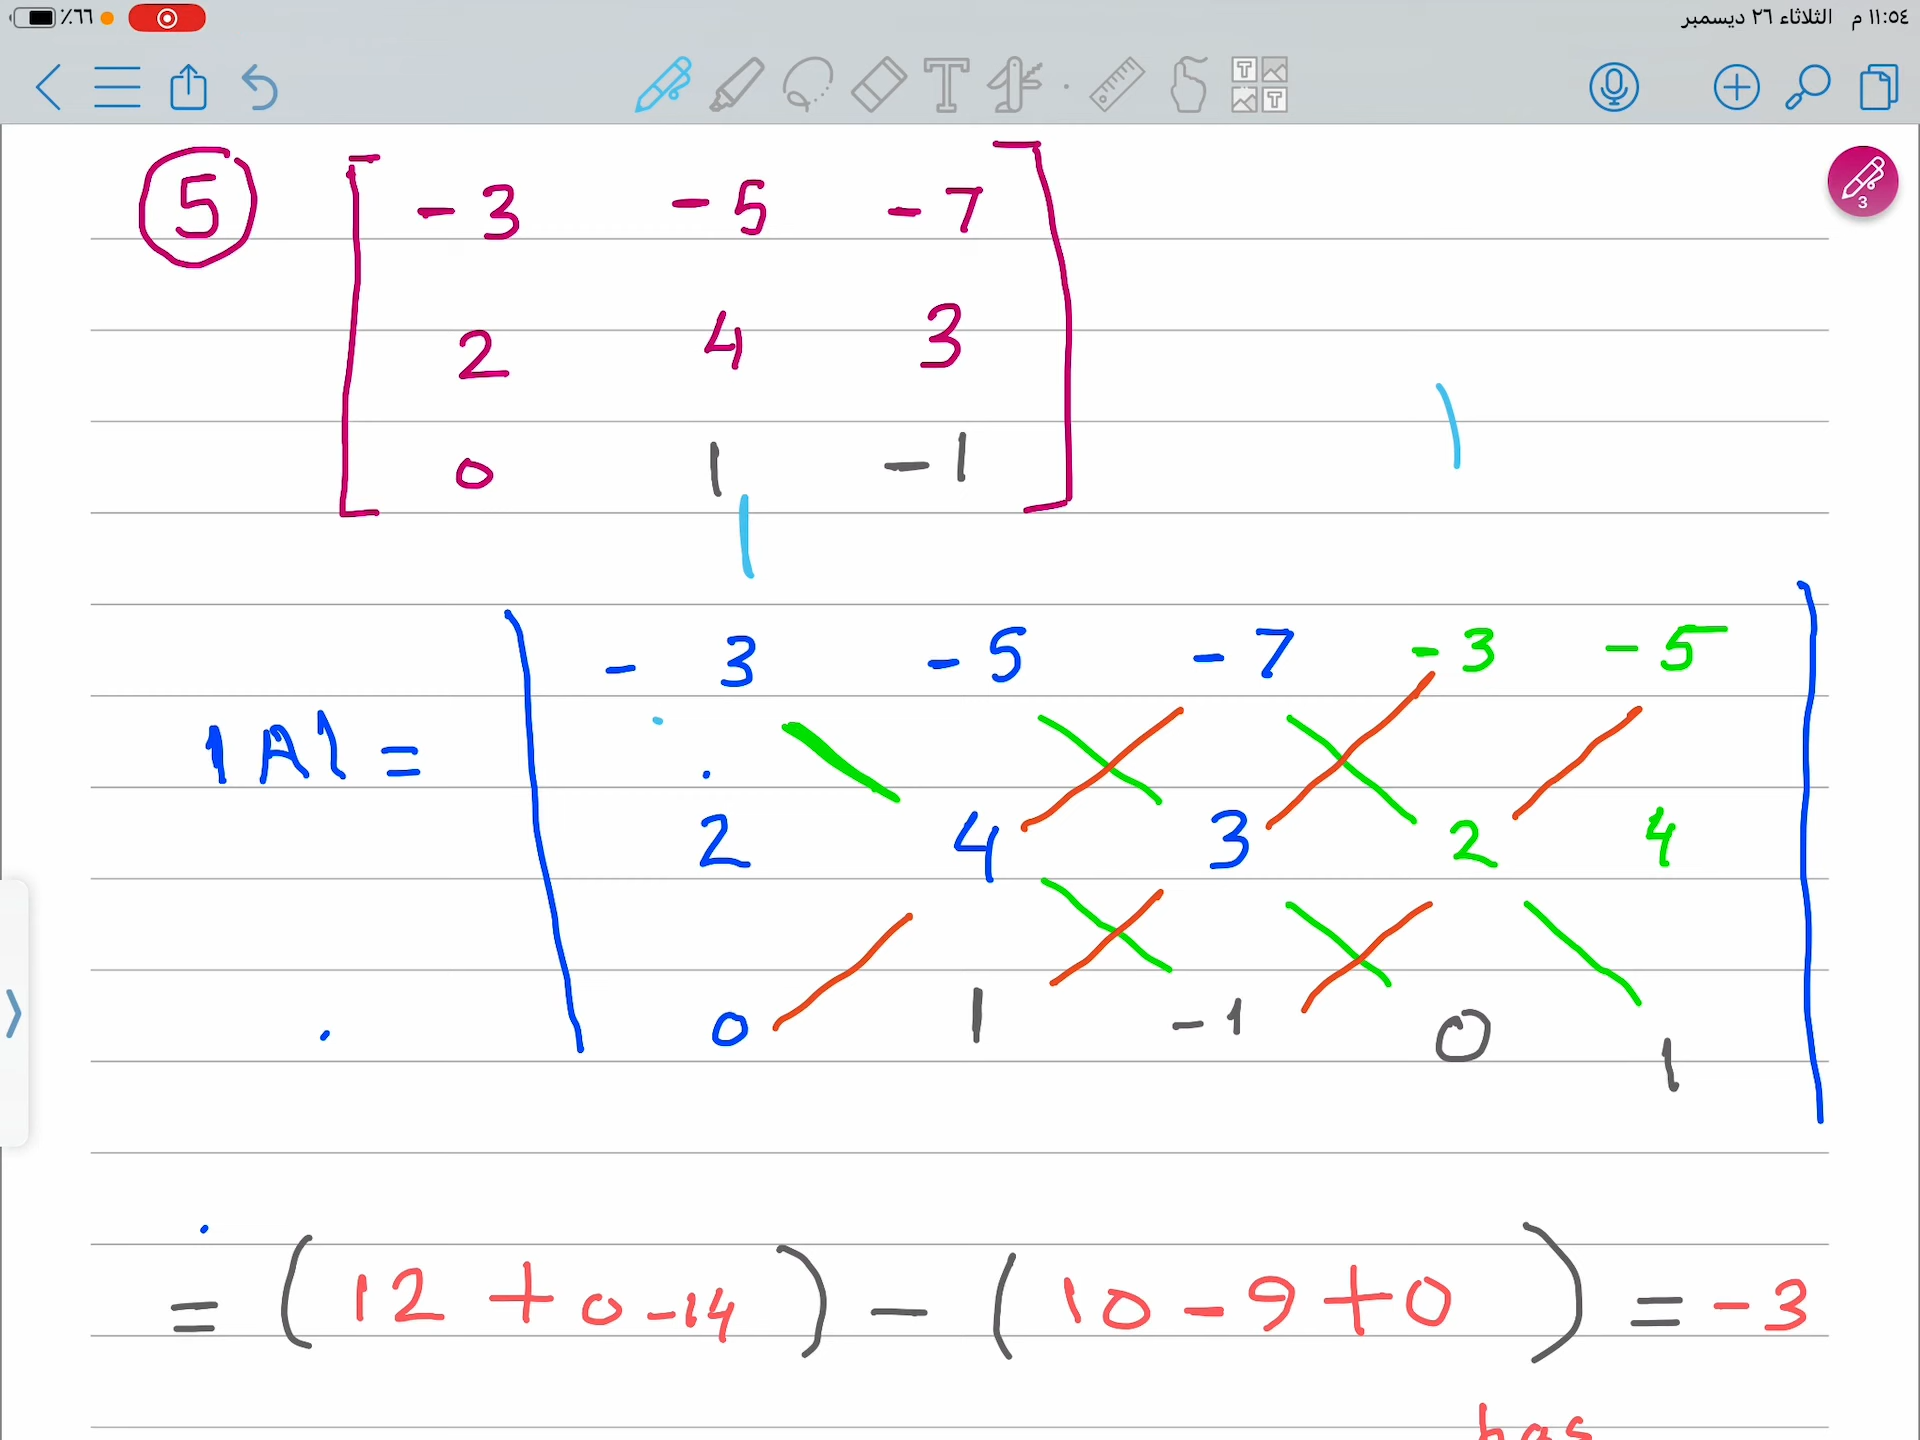 ٪٦٦ ١١:٥٤ م الثلاثاء ٢٦ ديسمبر
3
5 -3 -5 -7
2 4 3
0 1 -1
|A| = -3 -5 -7 -3 -5
2 4 3 2 4
0 1 -1 0 1
= (12 + 0 - 14) - (10 - 9 + 0) = -3
has